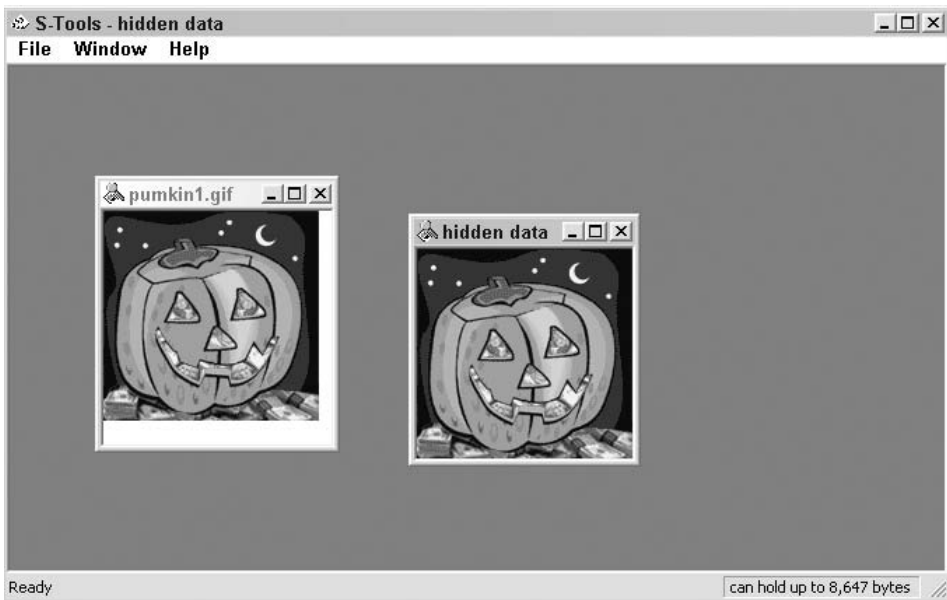 S-Tools - hidden data
File Window Help
pumkin1.gif
hidden data
Ready can hold up to 8,647 bytes